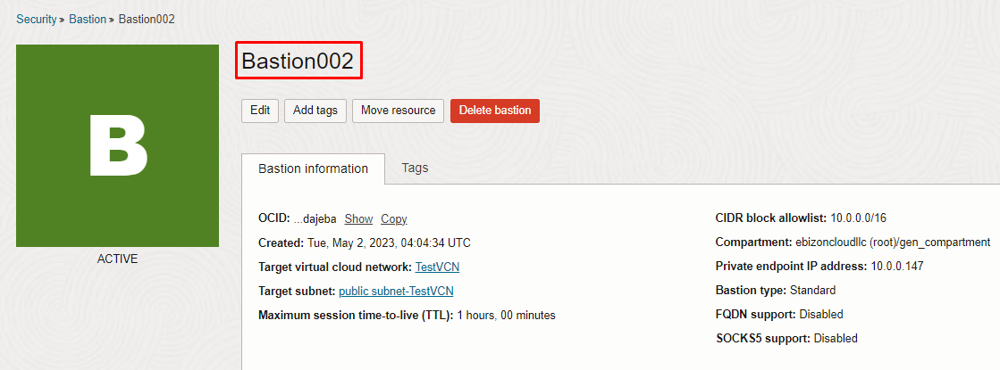 Security » Bastion » Bastion002
B
ACTIVE
Bastion002
Edit Add tags Move resource Delete bastion
Bastion information Tags
OCID: ...dajeba Show Copy
Created: Tue, May 2, 2023, 04:04:34 UTC
Target virtual cloud network: TestVCN
Target subnet: public subnet-TestVCN
Maximum session time-to-live (TTL): 1 hours, 00 minutes
CIDR block allowlist: 10.0.0.0/16
Compartment: ebizoncloudllc (root)/gen_compartment
Private endpoint IP address: 10.0.0.147
Bastion type: Standard
FQDN support: Disabled
SOCKS5 support: Disabled